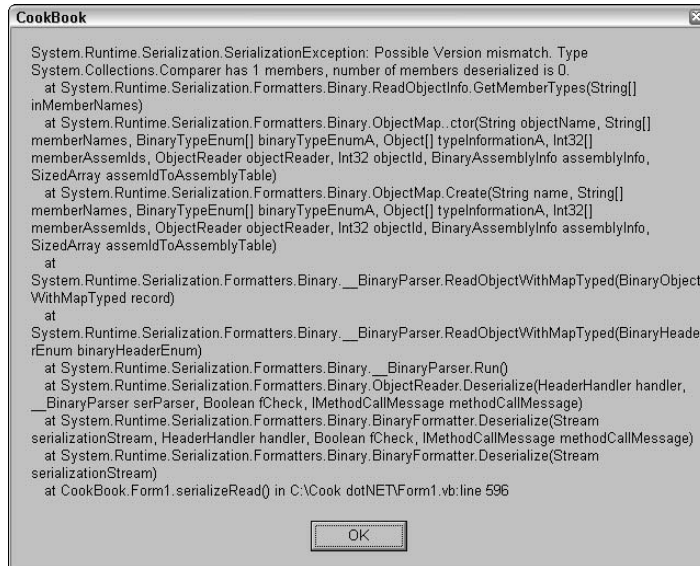 CookBook
System.Runtime.Serialization.SerializationException: Possible Version mismatch. Type
System.Collections.Comparer has 1 members, number of members deserialized is 0.
at System.Runtime.Serialization.Formatters.Binary.ReadObjectInfo.GetMemberTypes(String[]
inMemberNames)
at System.Runtime.Serialization.Formatters.Binary.ObjectMap..ctor(String objectName, String[]
memberNames, BinaryTypeEnum[] binaryTypeEnumA, Object[] typeInformationA, Int32[]
memberAssemIds, ObjectReader objectReader, Int32 objectId, BinaryAssemblyInfo assemblyInfo,
SizedArray assemIdToAssemblyTable)
at System.Runtime.Serialization.Formatters.Binary.ObjectMap.Create(String name, String[]
memberNames, BinaryTypeEnum[] binaryTypeEnumA, Object[] typeInformationA, Int32[]
memberAssemIds, ObjectReader objectReader, Int32 objectId, BinaryAssemblyInfo assemblyInfo,
SizedArray assemIdToAssemblyTable)
at
System.Runtime.Serialization.Formatters.Binary.__BinaryParser.ReadObjectWithMapTyped(BinaryObject
WithMapTyped record)
at
System.Runtime.Serialization.Formatters.Binary.__BinaryParser.ReadObjectWithMapTyped(BinaryHeade
rEnum binaryHeaderEnum)
at System.Runtime.Serialization.Formatters.Binary.__BinaryParser.Run()
at System.Runtime.Serialization.Formatters.Binary.ObjectReader.Deserialize(HeaderHandler handler,
__BinaryParser serParser, Boolean fCheck, IMethodCallMessage methodCallMessage)
at System.Runtime.Serialization.Formatters.Binary.BinaryFormatter.Deserialize(Stream
serializationStream, HeaderHandler handler, Boolean fCheck, IMethodCallMessage methodCallMessage)
at System.Runtime.Serialization.Formatters.Binary.BinaryFormatter.Deserialize(Stream
serializationStream)
at CookBook.Form1.serializeRead() in C:\Cook dotNET\Form1.vb:line 596
OK